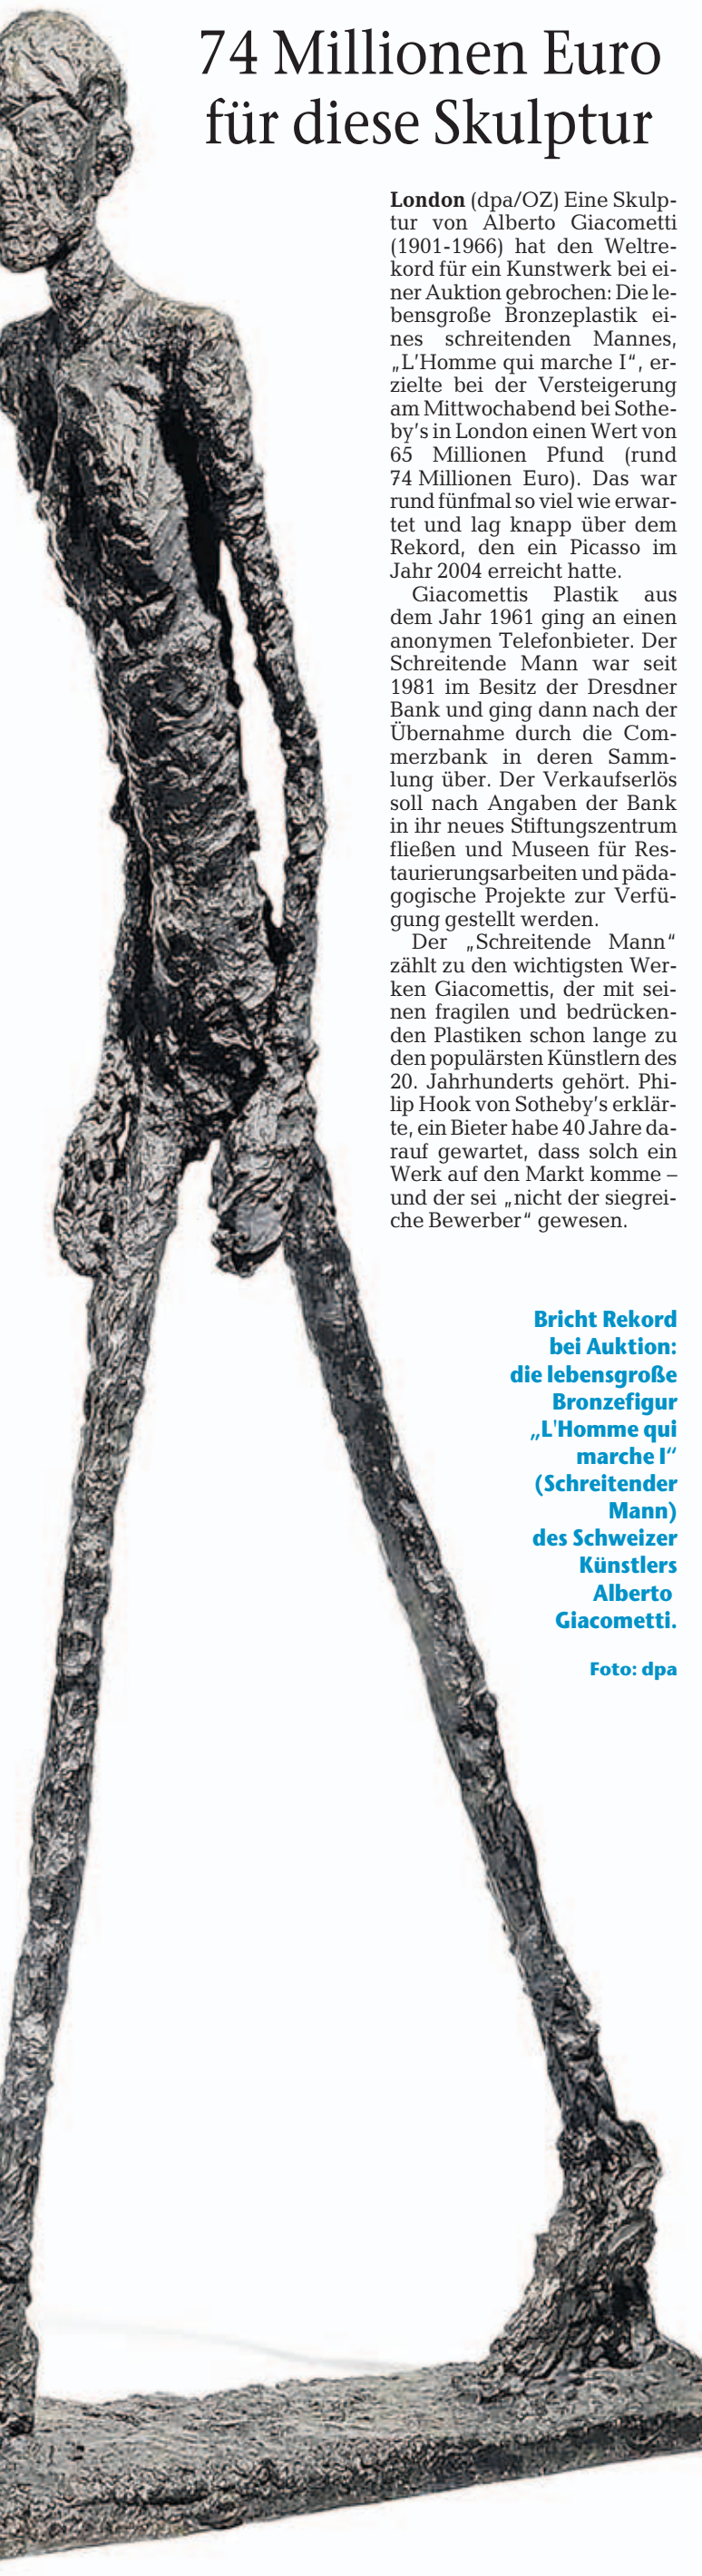 74 Millionen Euro
für diese Skulptur
London (dpa/OZ) Eine Skulp-
tur von Alberto Giacometti
(1901-1966) hat den Weltre-
kord für ein Kunstwerk bei ei-
ner Auktion gebrochen: Die le-
bensgroße Bronzeplastik ei-
nes schreitenden Mannes,
„L’Homme qui marche I“, er-
zielte bei der Versteigerung
am Mittwochabend bei Sothe-
by’s in London einen Wert von
65 Millionen Pfund (rund
74 Millionen Euro). Das war
rund fünfmal so viel wie erwar-
tet und lag knapp über dem
Rekord, den ein Picasso im
Jahr 2004 erreicht hatte.
Giacomettis Plastik aus
dem Jahr 1961 ging an einen
anonymen Telefonbieter. Der
Schreitende Mann war seit
1981 im Besitz der Dresdner
Bank und ging dann nach der
Übernahme durch die Com-
merzbank in deren Samm-
lung über. Der Verkaufserlös
soll nach Angaben der Bank
in ihr neues Stiftungszentrum
fließen und Museen für Res-
taurierungsarbeiten und päda-
gogische Projekte zur Verfü-
gung gestellt werden.
Der „Schreitende Mann“
zählt zu den wichtigsten Wer-
ken Giacomettis, der mit sei-
nen fragilen und bedrücken-
den Plastiken schon lange zu
den populärsten Künstlern des
20. Jahrhunderts gehört. Phi-
lip Hook von Sotheby’s erklär-
te, ein Bieter habe 40 Jahre da-
rauf gewartet, dass solch ein
Werk auf den Markt komme –
und der sei „nicht der siegrei-
che Bewerber“ gewesen.
Bricht Rekord
bei Auktion:
die lebensgroße
Bronzefigur
„L'Homme qui
marche I“
(Schreitender
Mann)
des Schweizer
Künstlers
Alberto
Giacometti.
Foto: dpa